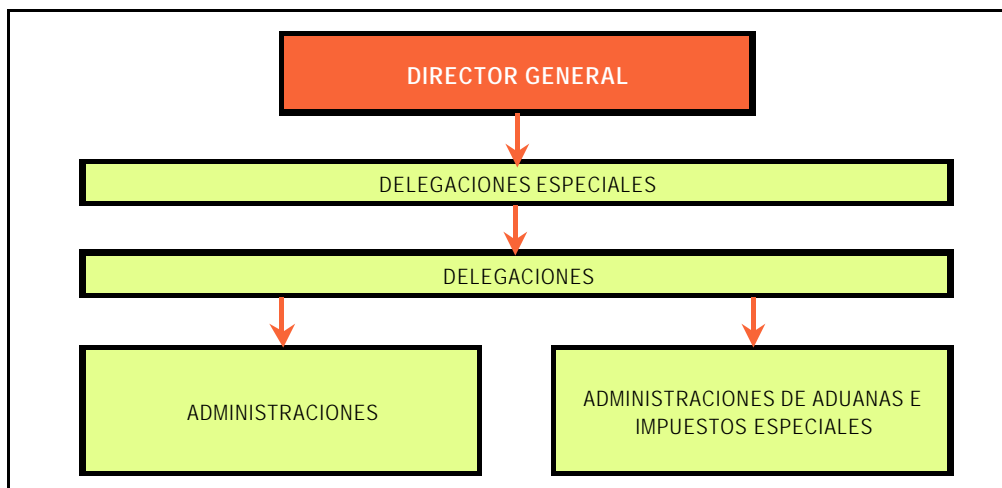 DIRECTOR GENERAL
DELEGACIONES ESPECIALES
DELEGACIONES
ADMINISTRACIONES
ADMINISTRACIONES DE ADUANAS E
IMPUESTOS ESPECIALES